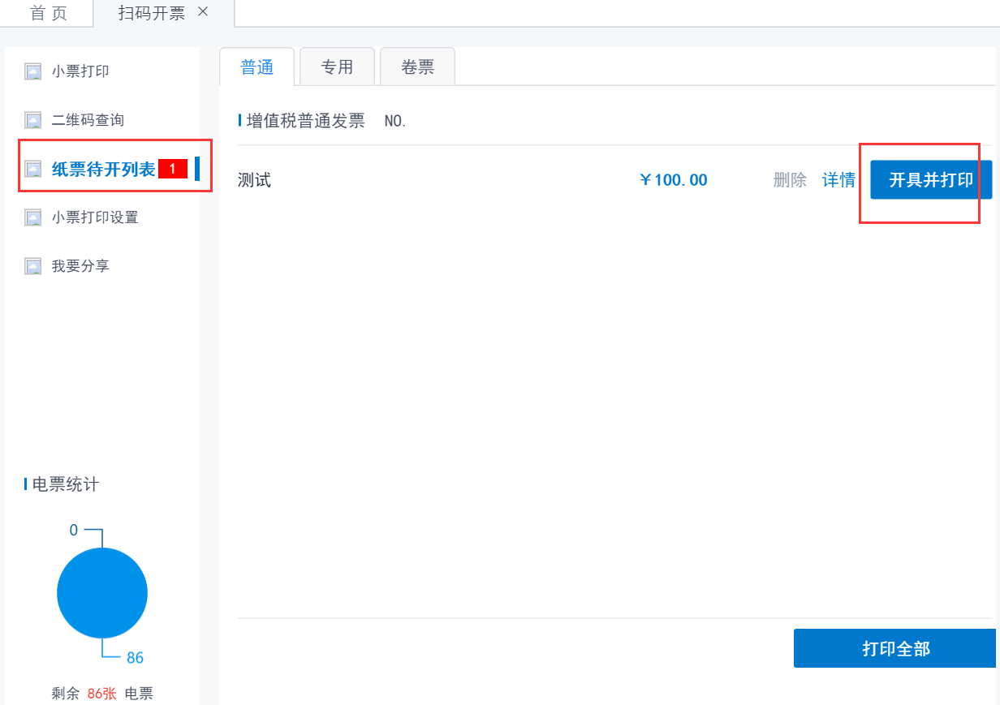 首 页
扫码开票 ×
小票打印
二维码查询
纸票待开列表 1
小票打印设置
我要分享
电票统计
0
86
剩余 86张 电票
普通
专用
卷票
增值税普通发票 NO.
测试 ￥100.00 删除 详情 开具并打印
打印全部